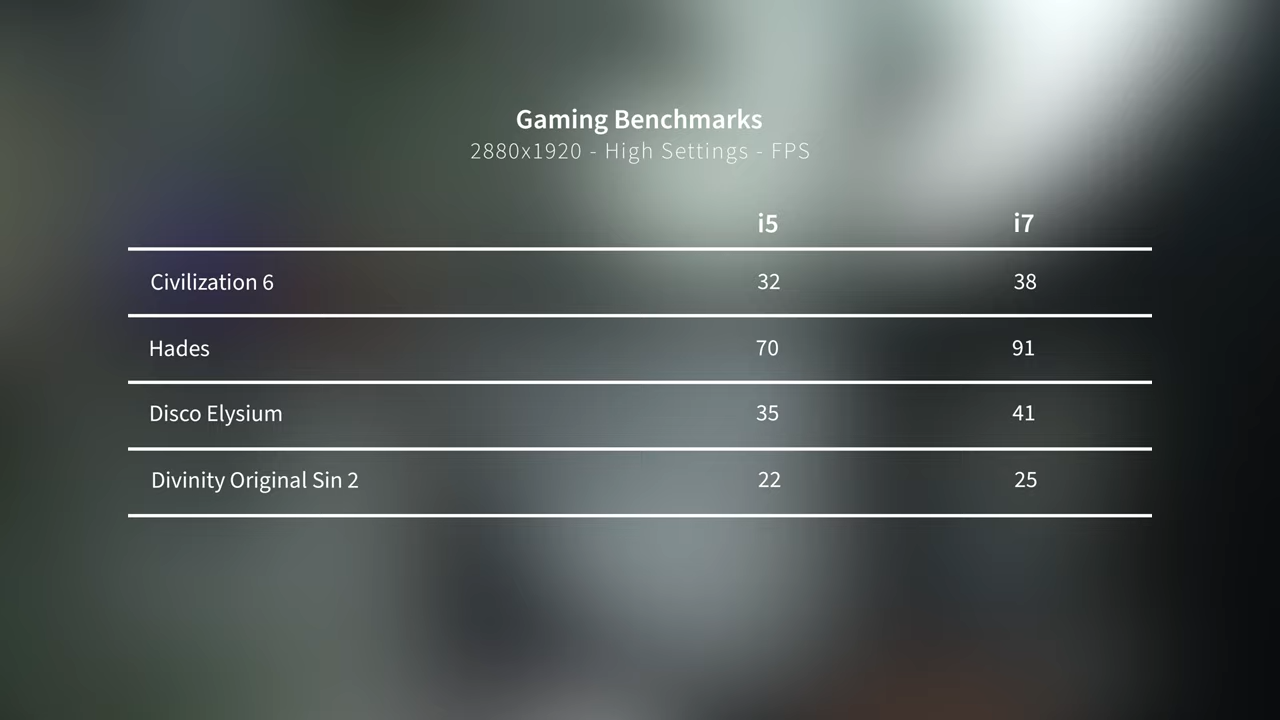 Gaming Benchmarks
2880x1920 - High Settings - FPS
i5 i7
Civilization 6 32 38
Hades 70 91
Disco Elysium 35 41
Divinity Original Sin 2 22 25